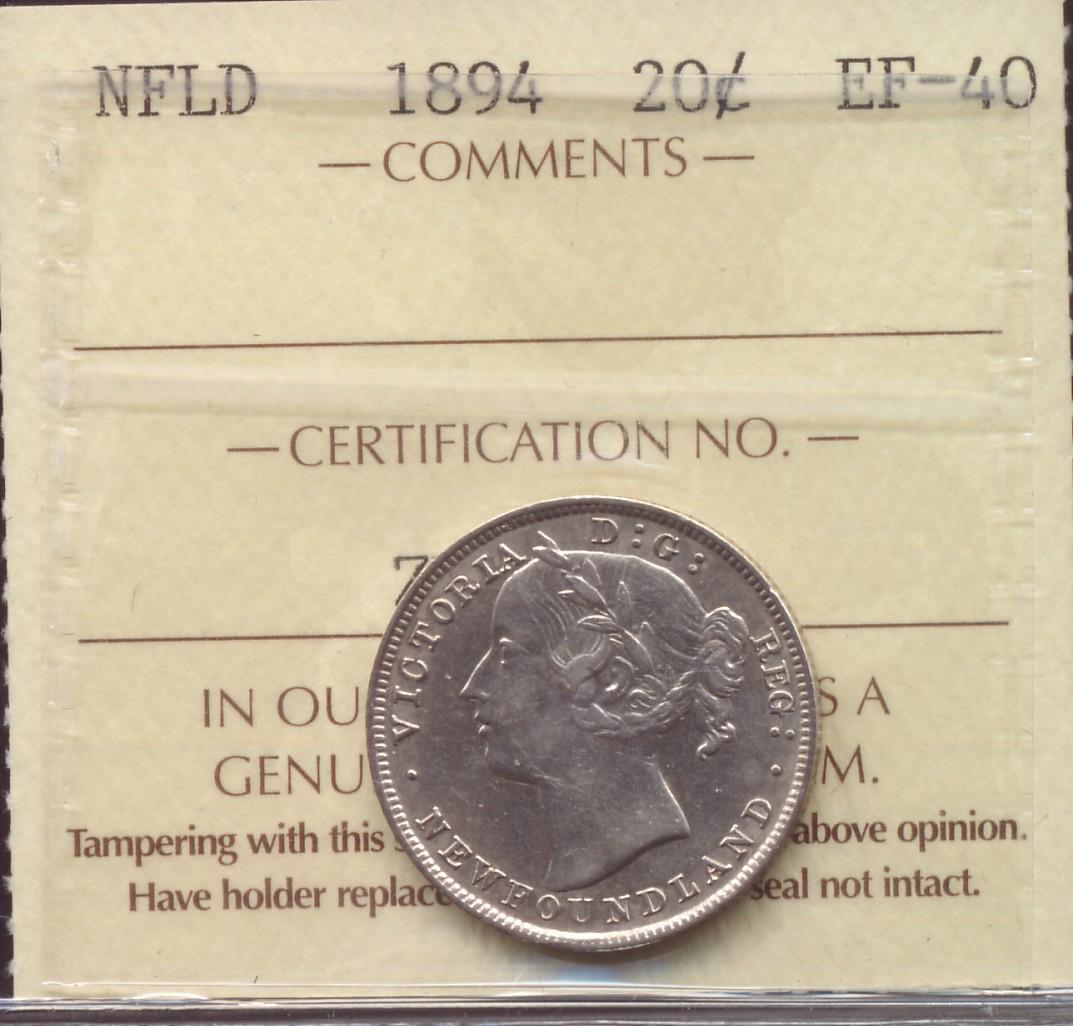 NFLD 1894 20¢ EF-40
— COMMENTS —
— CERTIFICATION NO. —
IN OU S A
GENU M.
Tampering with this above opinion.
Have holder replace seal not intact.
VICTORIA D:G: REG:
• NEWFOUNDLAND •